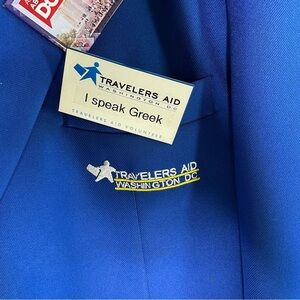 TRAVELERS AID
WASHINGTON DC
I speak Greek
TRAVELERS AID VOLUNTEER
TRAVELERS AID
WASHINGTON DC